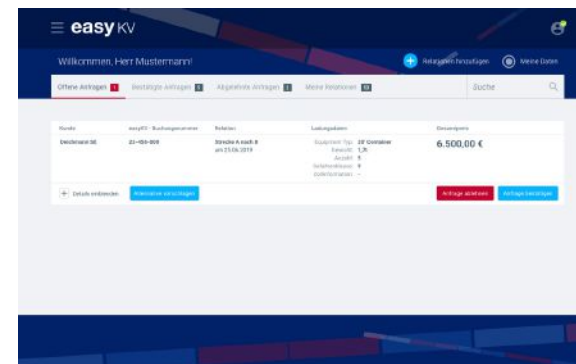 easy KV
Willkommen, Herr Mustermann!
Relationen hinzufügen
Meine Daten
Offene Anfragen 1
Bestätigte Anfragen
Abgelehnte Anfragen
Meine Relationen
Suche
Kunde
easyKV - Buchungsnummer
Relation
Ladungsdaten
Gesamtpreis
Deichmann SE
Strecke A nach B
am 25.06.2019
Equipment Typ: 20' Container
Gewicht:
Anzahl:
6.500,00 €
Details einblenden
Alternative vorschlagen
Anfrage ablehnen
Anfrage bestätigen